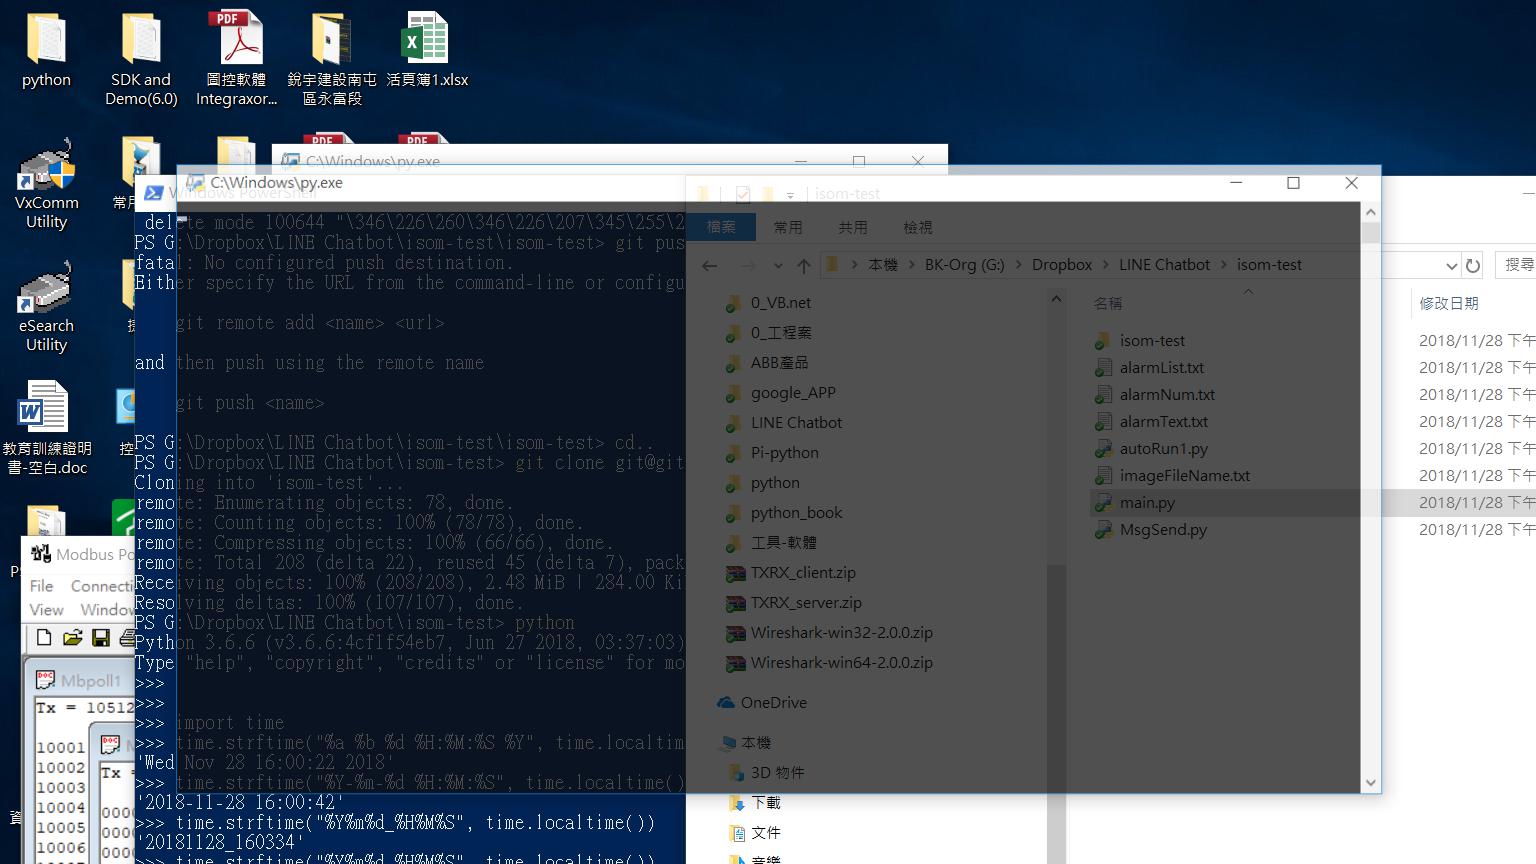 python
SDK and
Demo(6.0)
圖控軟體
Integraxor...
銳宇建設南屯
區永富段
活頁簿1.xlsx
VxComm
Utility
常用
eSearch
Utility
教育訓練證明
書-空白.doc
C:\Windows\py.exe
C:\Windows\py.exe
Windows PowerShell
delete mode 100644 "\346\226\260\346\226\207\345\255\2
PS G:\Dropbox\LINE Chatbot\isom-test\isom-test> git pus
fatal: No configured push destination.
Either specify the URL from the command-line or configu
git remote add <name> <url>
and then push using the remote name
git push <name>
PS G:\Dropbox\LINE Chatbot\isom-test\isom-test> cd..
PS G:\Dropbox\LINE Chatbot\isom-test> git clone git@git
Cloning into 'isom-test'...
remote: Enumerating objects: 78, done.
remote: Counting objects: 100% (78/78), done.
remote: Compressing objects: 100% (66/66), done.
remote: Total 208 (delta 22), reused 45 (delta 7), pack
Receiving objects: 100% (208/208), 2.48 MiB | 284.00 Ki
Resolving deltas: 100% (107/107), done.
PS G:\Dropbox\LINE Chatbot\isom-test> python
Python 3.6.6 (v3.6.6:4cf1f54eb7, Jun 27 2018, 03:37:03)
Type "help", "copyright", "credits" or "license" for mo
>>>
>>>
>>> import time
>>> time.strftime("%a %b %d %H:%M:%S %Y", time.localtim
'Wed Nov 28 16:00:22 2018'
>>> time.strftime("%Y-%m-%d %H:%M:%S", time.localtime()
'2018-11-28 16:00:42'
>>> time.strftime("%Y%m%d_%H%M%S", time.localtime())
'20181128_160334'
>>> time.strftime("%Y%m%d_%H%M%S", time.localtime())
Modbus Po
File Connecti
View Window
Mbpoll1
Tx = 10512
10001
10002
10003
10004
10005
10006
Tx =
0000
0000
000
isom-test
檔案 常用 共用 檢視
本機 > BK-Org (G:) > Dropbox > LINE Chatbot > isom-test
搜尋
0_VB.net
0_工程案
ABB產品
google_APP
LINE Chatbot
Pi-python
python
python_book
工具-軟體
TXRX_client.zip
TXRX_server.zip
Wireshark-win32-2.0.0.zip
Wireshark-win64-2.0.0.zip
OneDrive
本機
3D 物件
下載
文件
音樂
名稱 修改日期
isom-test 2018/11/28 下午
alarmList.txt 2018/11/28 下午
alarmNum.txt 2018/11/28 下午
alarmText.txt 2018/11/28 下午
autoRun1.py 2018/11/28 下午
imageFileName.txt 2018/11/28 下午
main.py 2018/11/28 下午
MsgSend.py 2018/11/28 下午